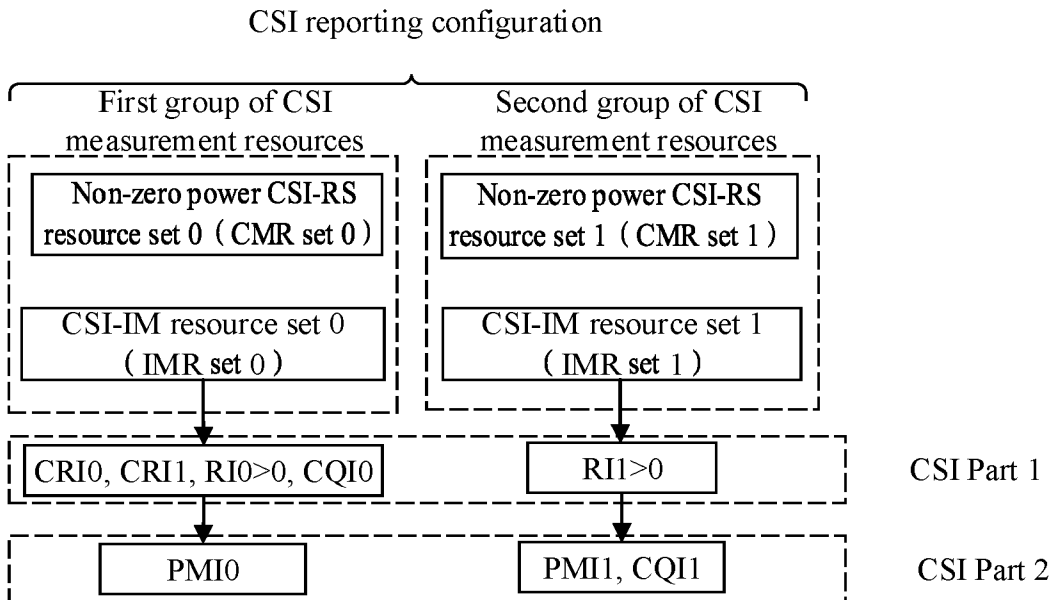 CSI reporting configuration
First group of CSI
measurement resources
Non-zero power CSI-RS
resource set 0 ( CMR set 0 )
CSI-IM resource set 0
( IMR set 0 )
Second group of CSI
measurement resources
Non-zero power CSI-RS
resource set 1 ( CMR set 1 )
CSI-IM resource set 1
( IMR set 1 )
CRI0, CRI1, RI0>0, CQI0
RI1>0
CSI Part 1
PMI0
PMI1, CQI1
CSI Part 2